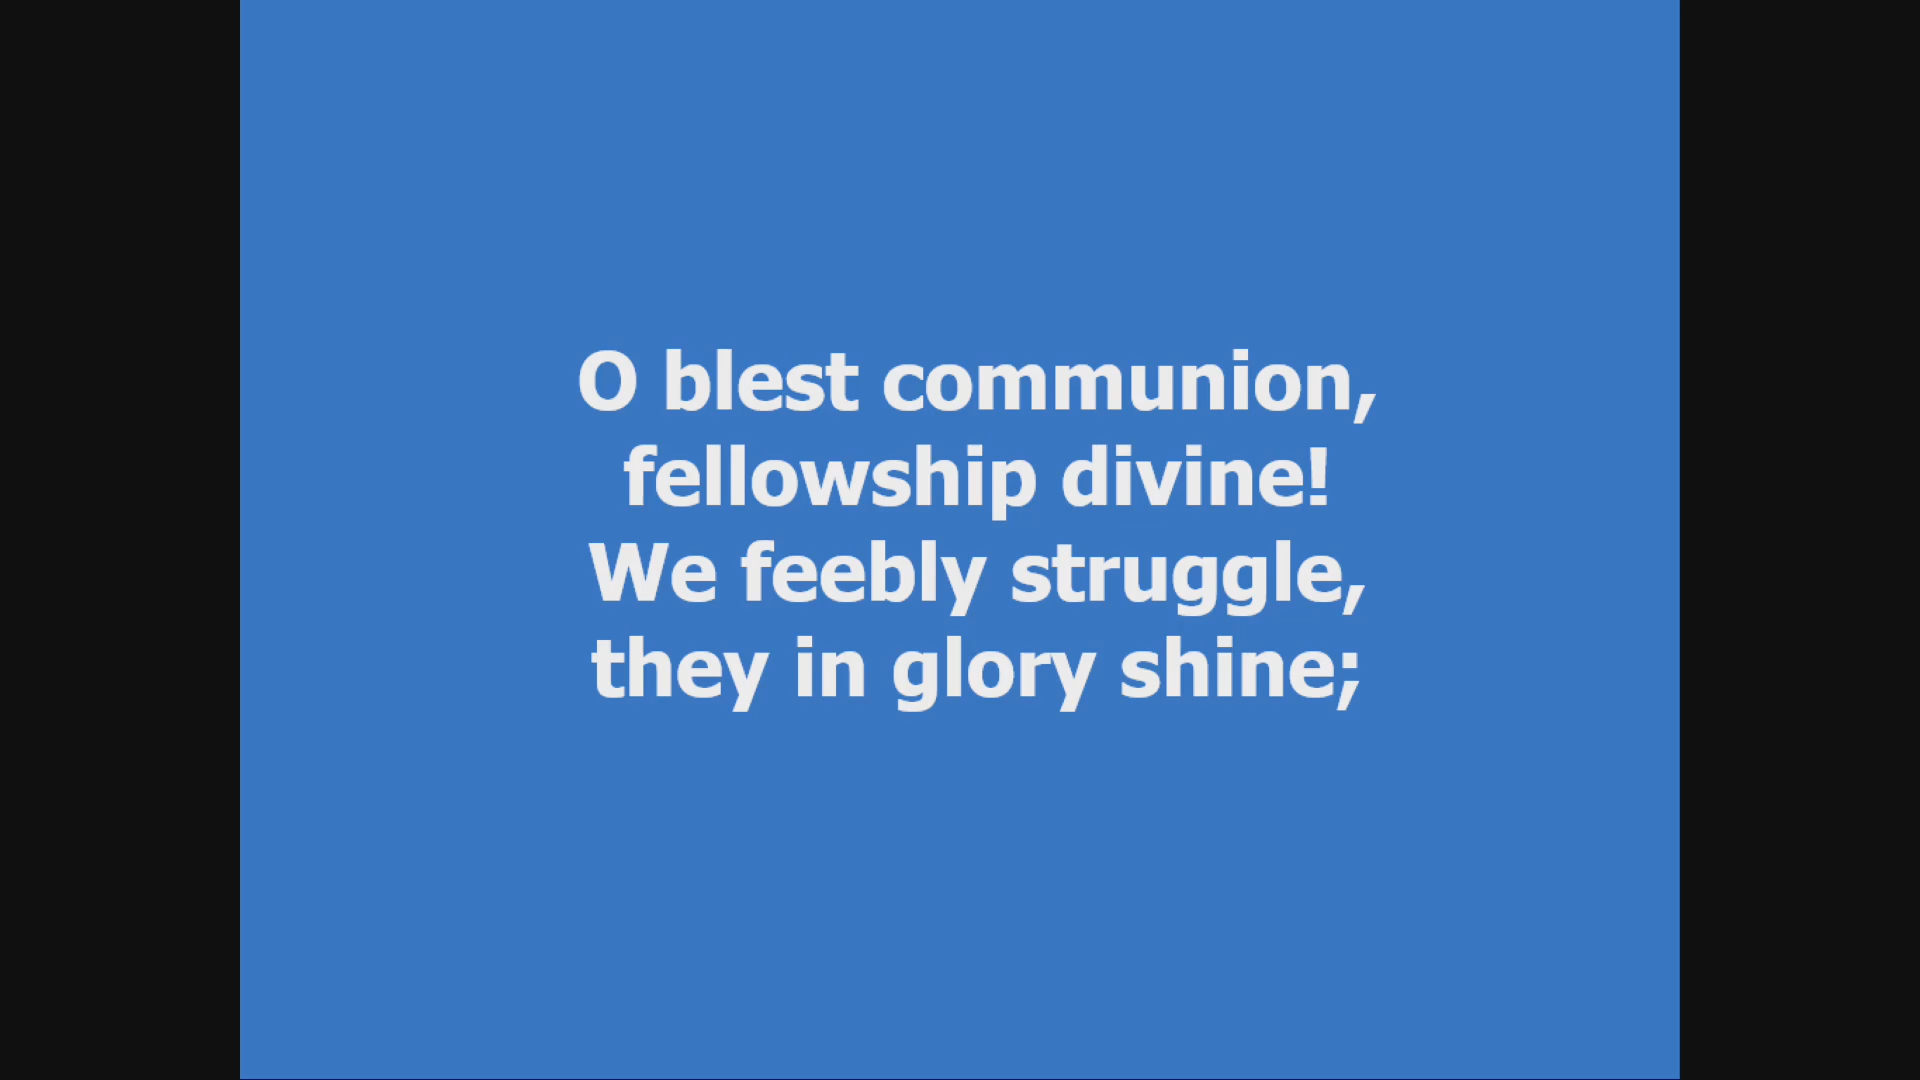 O blest communion,
fellowship divine!
We feebly struggle,
they in glory shine;